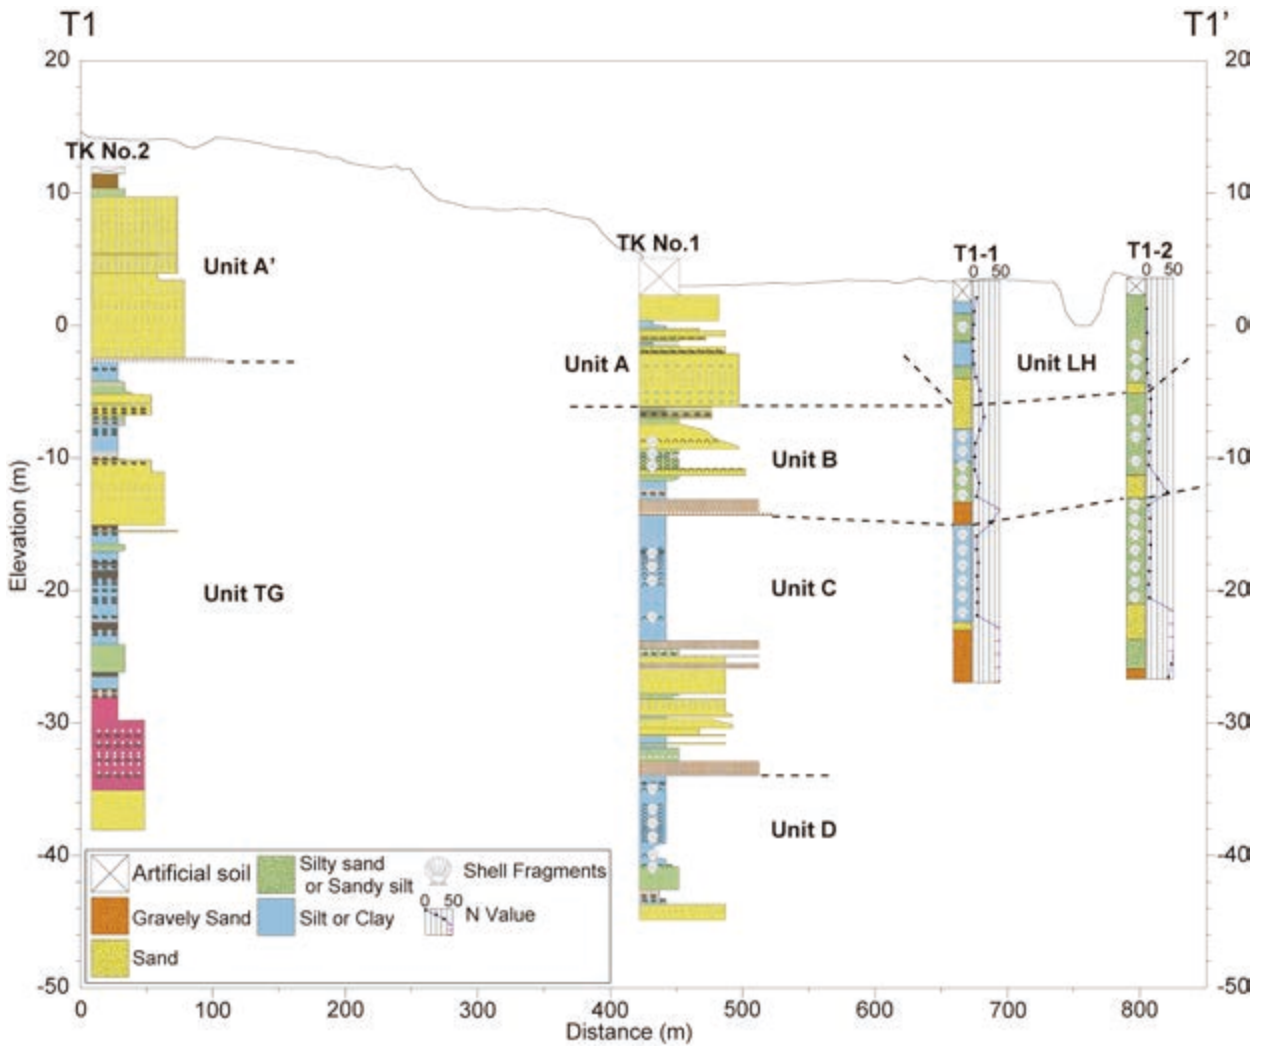 T1 T1'
20 20
TK No.2
10 10
TK No.1
T1-1 T1-2
0 50 0 50
Unit A'
0 0
Unit A Unit LH
-10 -10
Unit B
Elevation (m)
-20 -20
Unit TG Unit C
-30 -30
Unit D
-40 -40
Artificial soil
Silty sand
or Sandy silt
Shell Fragments
Gravely Sand
Silt or Clay
0 50
N Value
Sand
-50 -50
0 100 200 300 400 500 600 700 800
Distance (m)